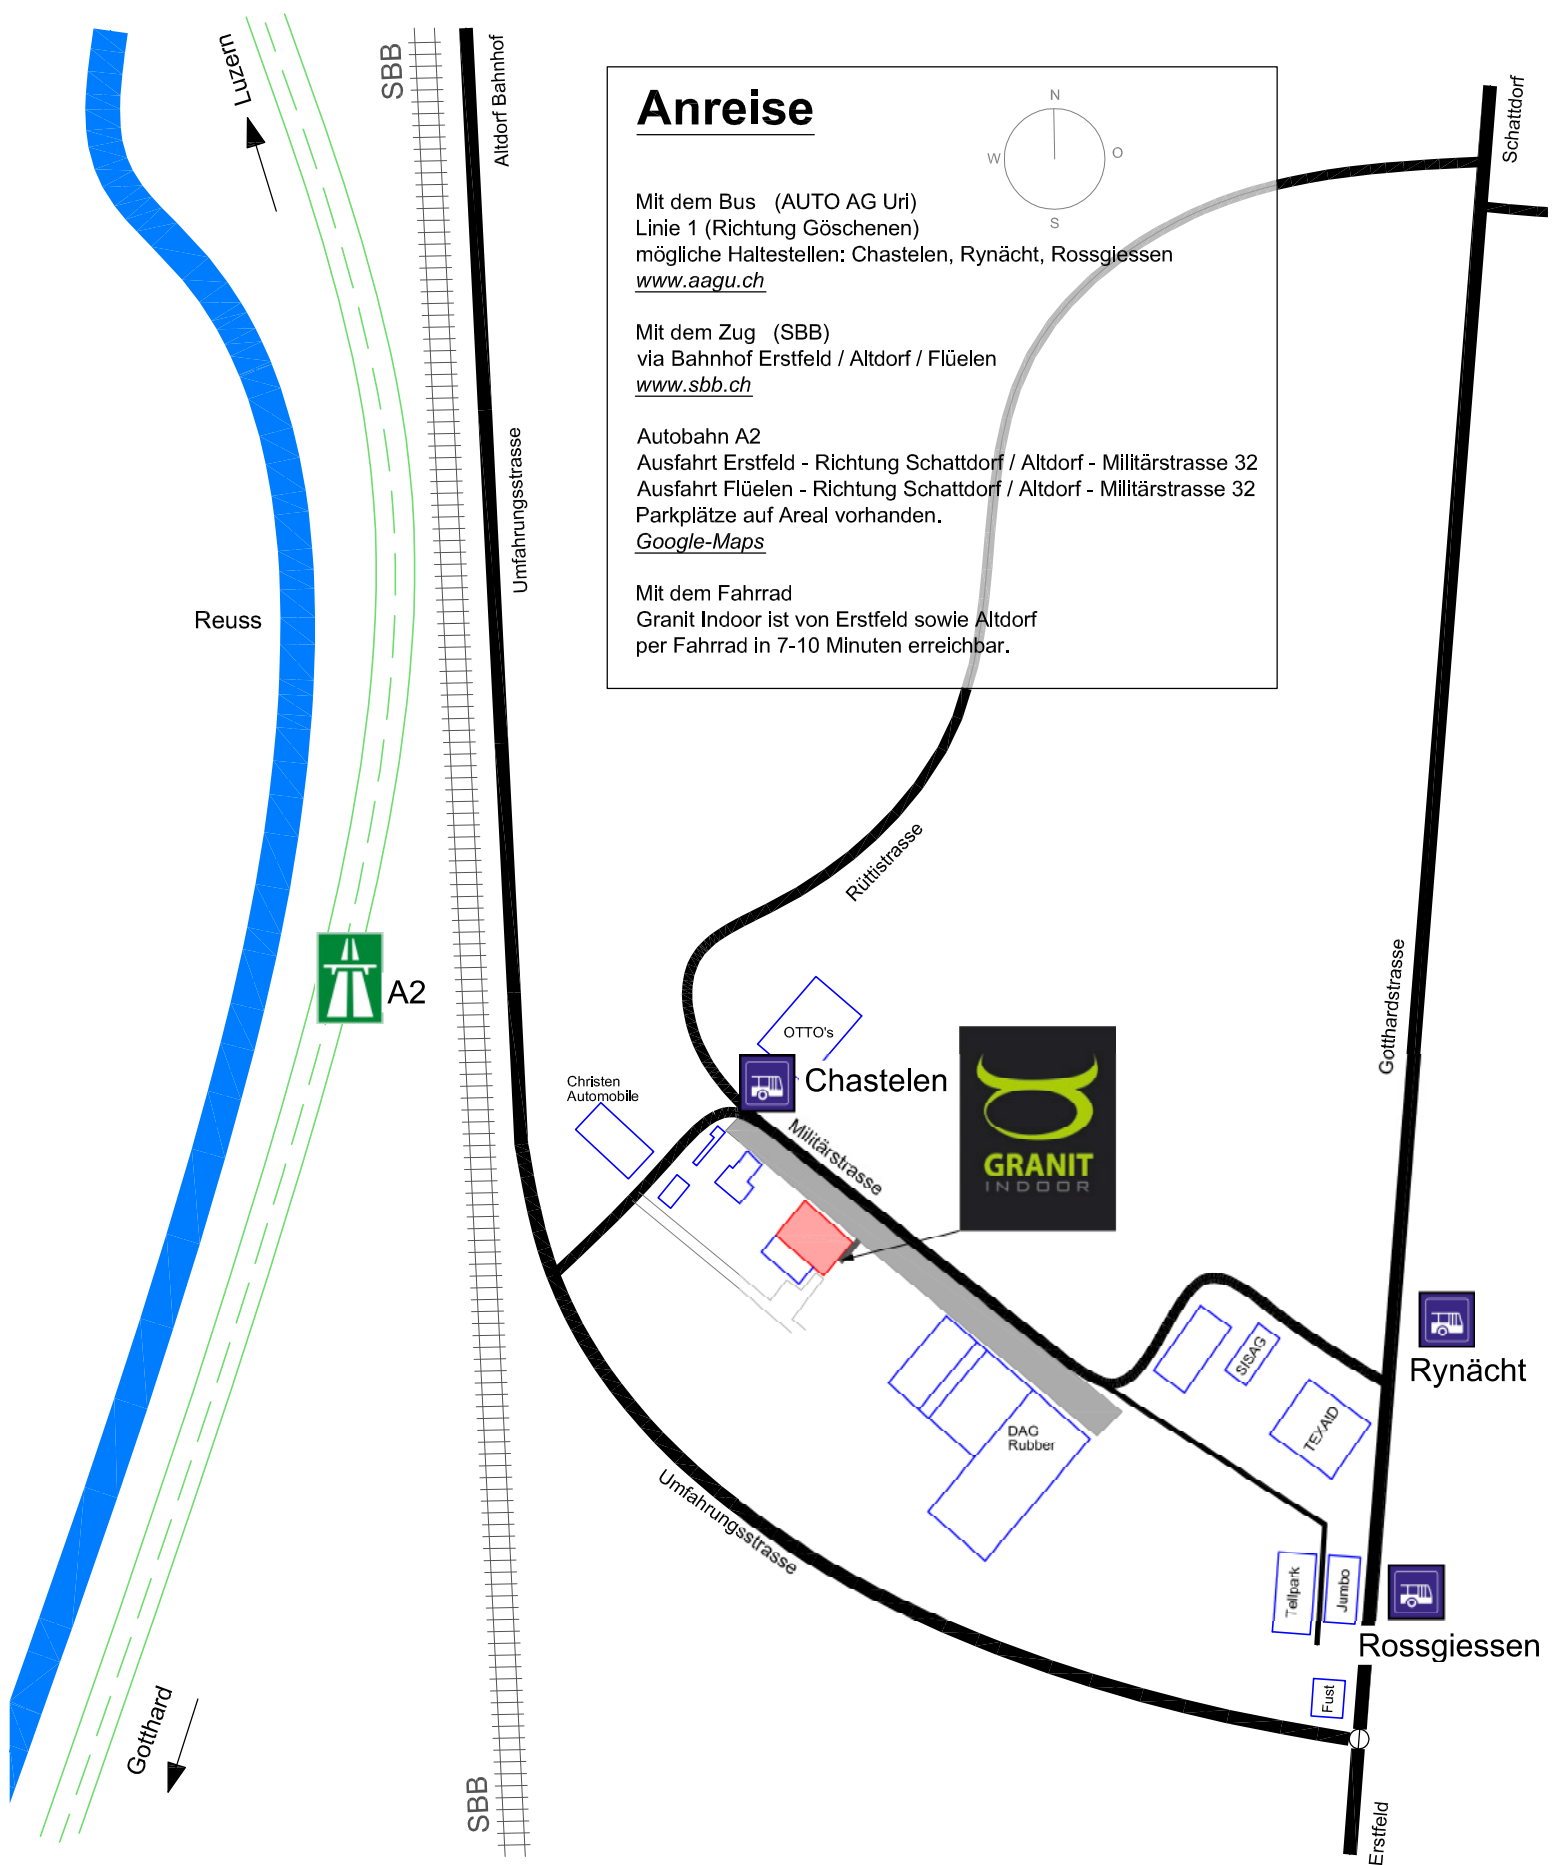 Luzern
SBB
Altdorf Bahnhof
Anreise
N
W
O
S
Schattdorf
Mit dem Bus (AUTO AG Uri)
Linie 1 (Richtung Göschenen)
mögliche Haltestellen: Chastelen, Rynächt, Rossgiessen
www.aagu.ch
Mit dem Zug (SBB)
via Bahnhof Erstfeld / Altdorf / Flüelen
www.sbb.ch
Autobahn A2
Ausfahrt Erstfeld - Richtung Schattdorf / Altdorf - Militärstrasse 32
Ausfahrt Flüelen - Richtung Schattdorf / Altdorf - Militärstrasse 32
Parkplätze auf Areal vorhanden.
Google-Maps
Mit dem Fahrrad
Granit Indoor ist von Erstfeld sowie Altdorf
per Fahrrad in 7-10 Minuten erreichbar.
Umfahrungsstrasse
Reuss
Rüttistrasse
Gotthardstrasse
A2
OTTO's
Chastelen
Christen
Automobile
Militärstrasse
GRANIT
INDOOR
SISAG
Rynächt
TEXAID
DAG
Rubber
Umfahrungsstrasse
Tellpark
Jumbo
Rossgiessen
Fust
Gotthard
SBB
Erstfeld